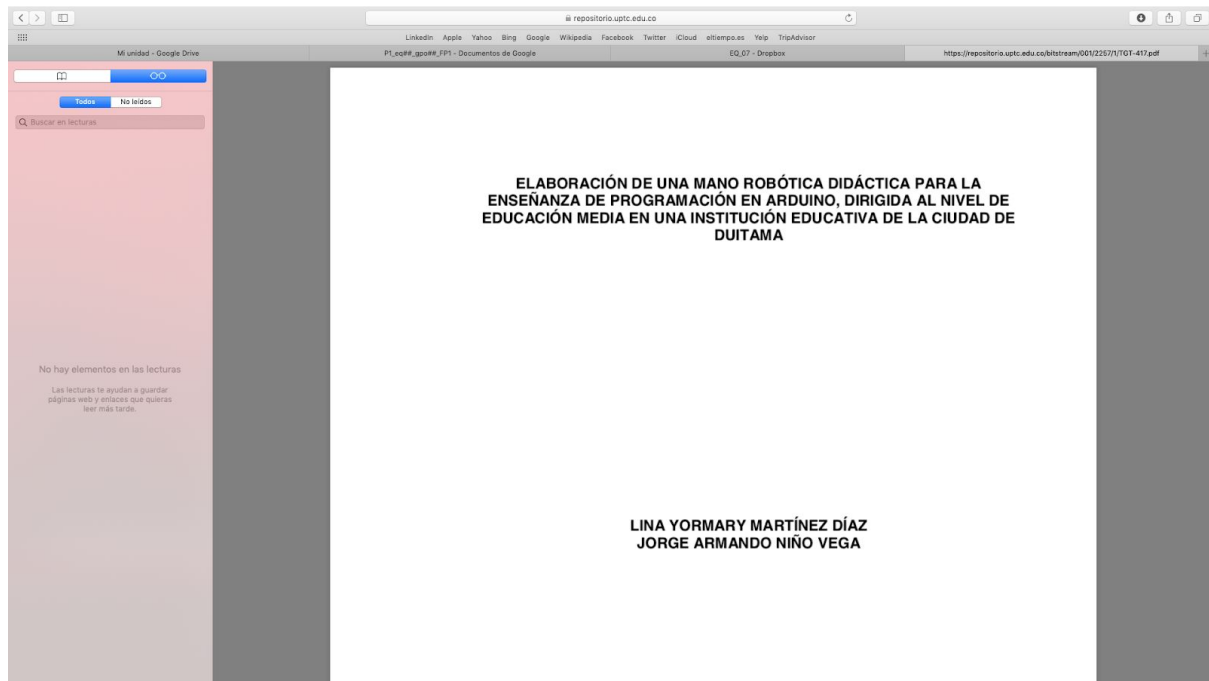 repositorio.uptc.edu.co
LinkedIn Apple Yahoo Bing Google Wikipedia Facebook Twitter iCloud eltiempo.es Yelp TripAdvisor
Mi unidad - Google Drive
P1_eq##_gpo##_FP1 - Documentos de Google
EQ_07 - Dropbox
https://repositorio.uptc.edu.co/bitstream/001/2257/1/TGT-417.pdf
Todos
No leídos
Buscar en lecturas
No hay elementos en las lecturas
Las lecturas te ayudan a guardar
páginas web y enlaces que quieras
leer más tarde.
ELABORACIÓN DE UNA MANO ROBÓTICA DIDÁCTICA PARA LA
ENSEÑANZA DE PROGRAMACIÓN EN ARDUINO, DIRIGIDA AL NIVEL DE
EDUCACIÓN MEDIA EN UNA INSTITUCIÓN EDUCATIVA DE LA CIUDAD DE
DUITAMA
LINA YORMARY MARTÍNEZ DÍAZ
JORGE ARMANDO NIÑO VEGA